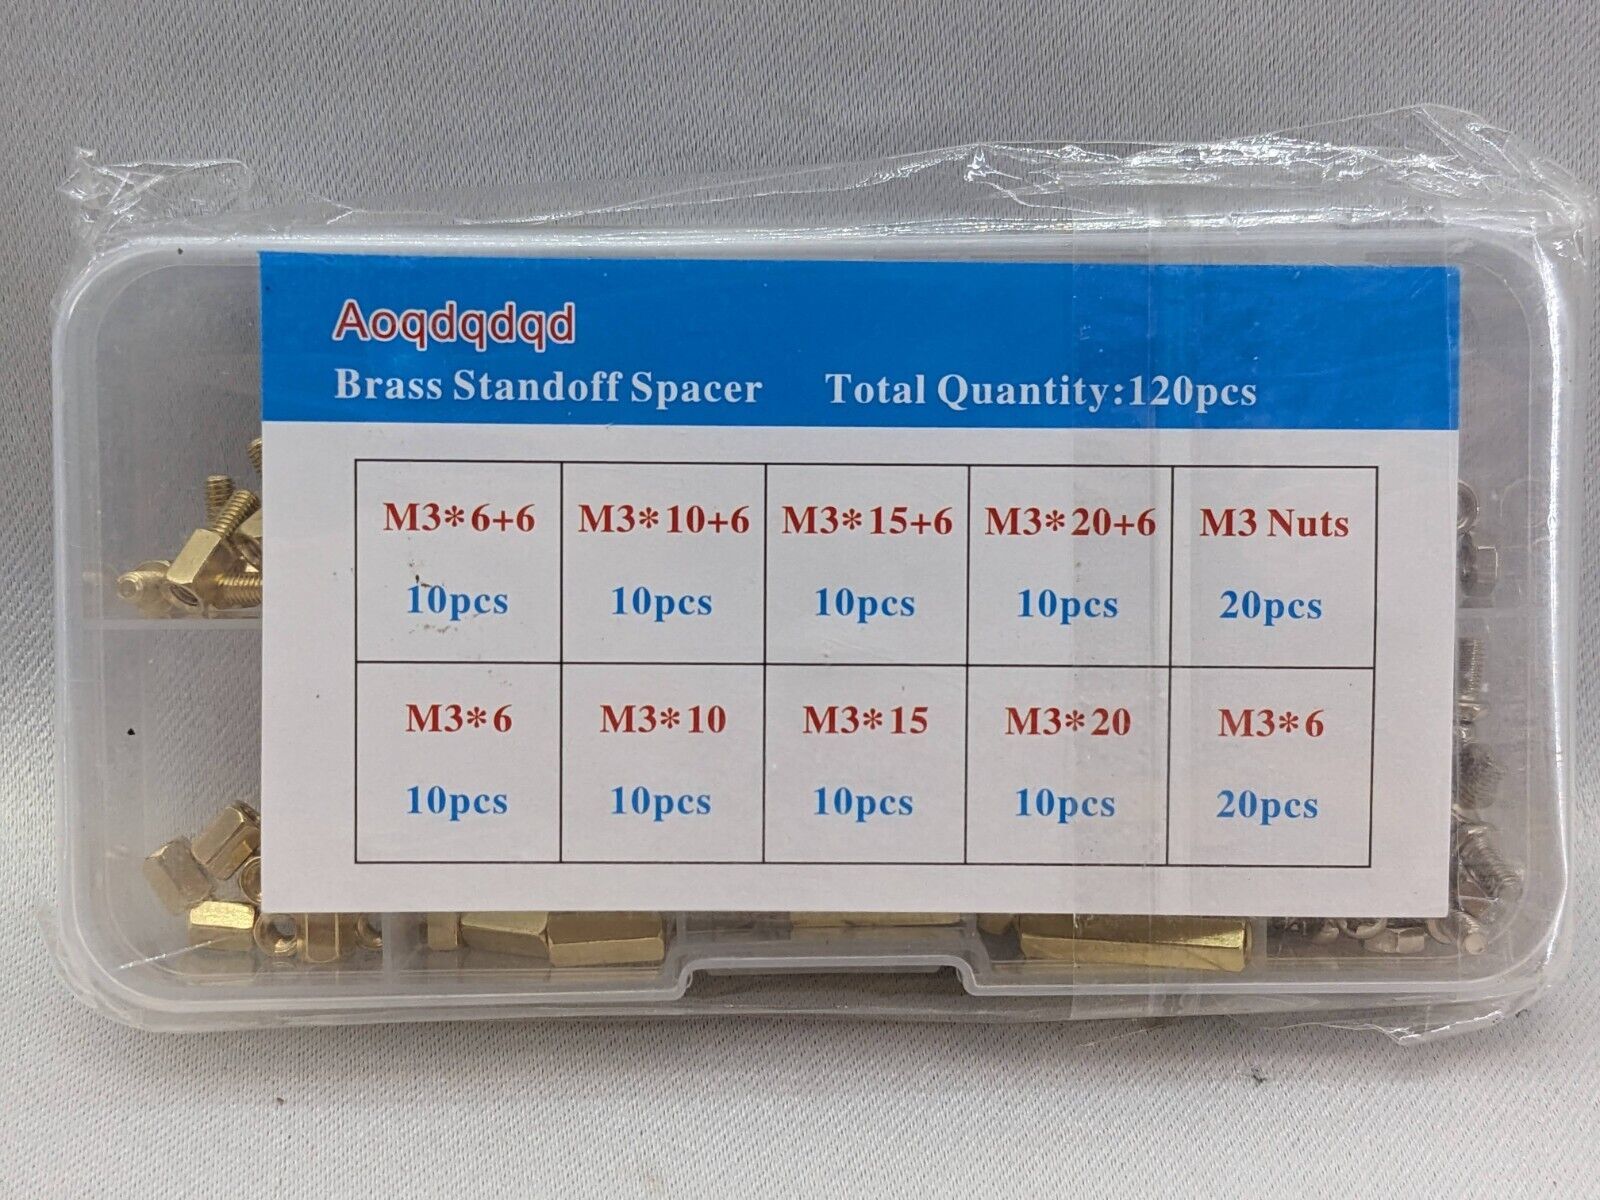 Aoqdqdqd
Brass Standoff Spacer Total Quantity:120pcs
M3*6+6 M3*10+6 M3*15+6 M3*20+6 M3 Nuts
10pcs 10pcs 10pcs 10pcs 20pcs
M3*6 M3*10 M3*15 M3*20 M3*6
10pcs 10pcs 10pcs 10pcs 20pcs